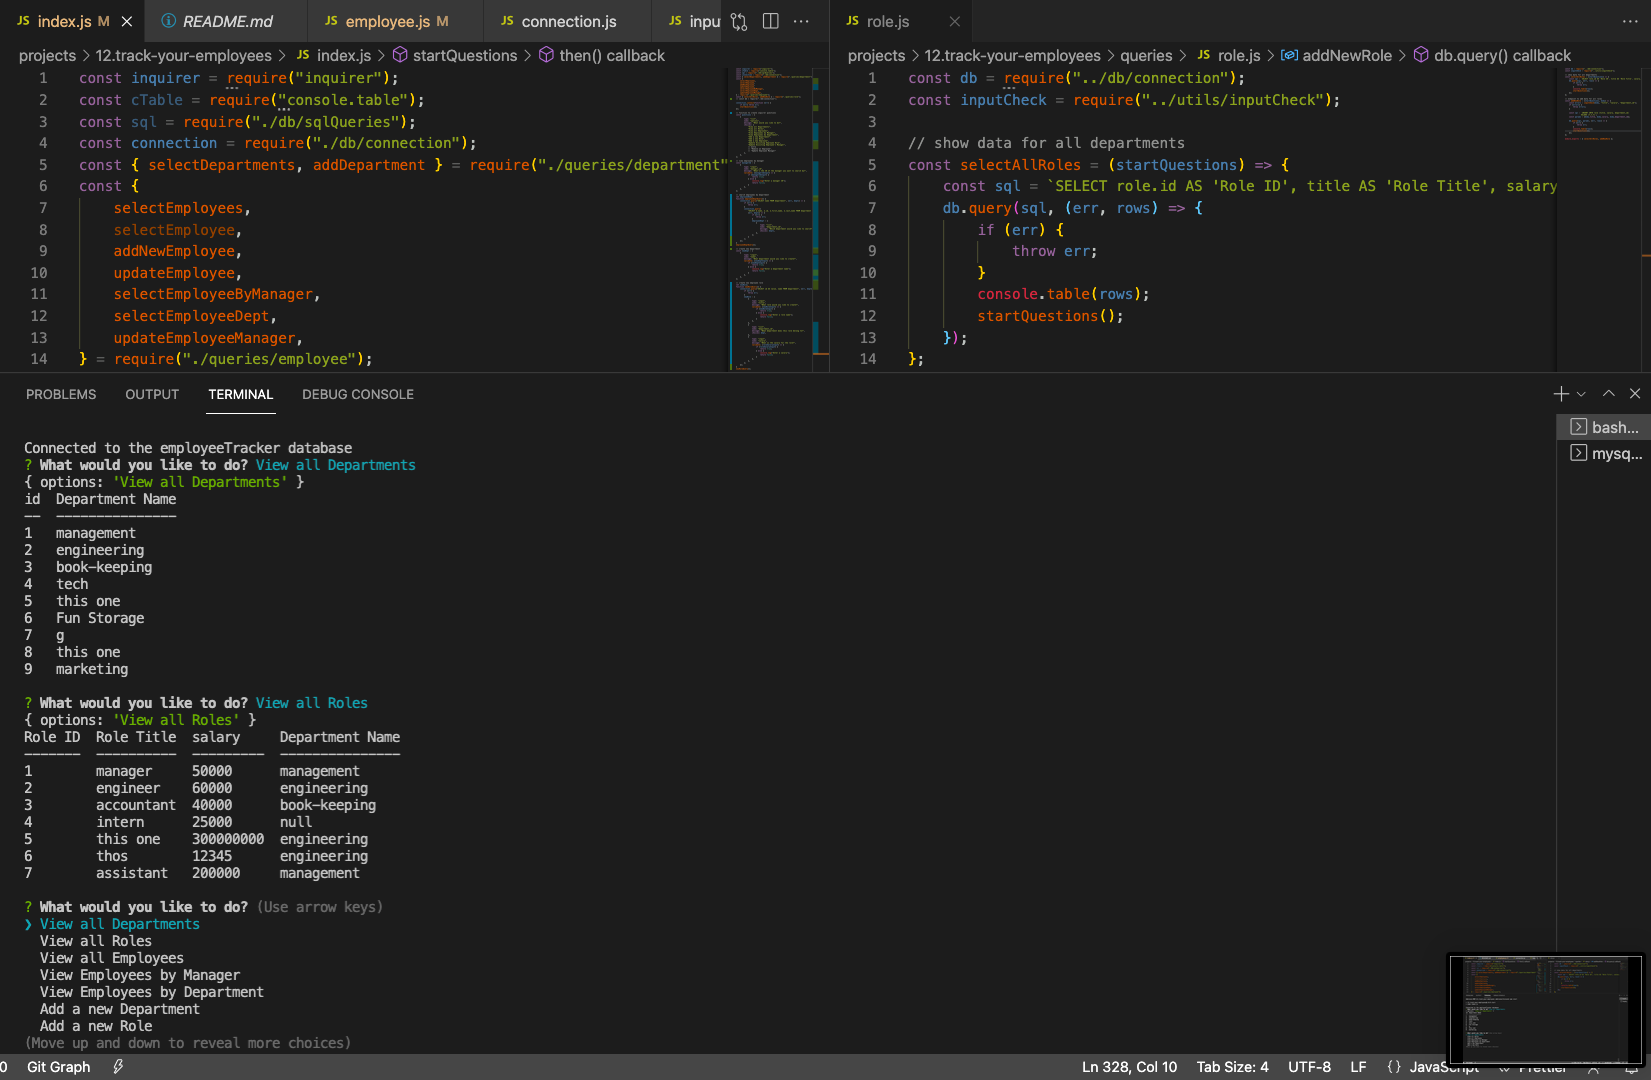 JS index.js M
README.md
JS employee.js M
JS connection.js
JS inpu
JS role.js
projects > 12.track-your-employees > JS index.js > startQuestions > then() callback
1 const inquirer = require("inquirer");
2 const cTable = require("console.table");
3 const sql = require("./db/sqlQueries");
4 const connection = require("./db/connection");
5 const { selectDepartments, addDepartment } = require("./queries/department"
6 const {
7 selectEmployees,
8 selectEmployee,
9 addNewEmployee,
10 updateEmployee,
11 selectEmployeeByManager,
12 selectEmployeeDept,
13 updateEmployeeManager,
14 } = require("./queries/employee");
projects > 12.track-your-employees > queries > JS role.js > addNewRole > db.query() callback
1 const db = require("../db/connection");
2 const inputCheck = require("../utils/inputCheck");
3
4 // show data for all departments
5 const selectAllRoles = (startQuestions) => {
6 const sql = `SELECT role.id AS 'Role ID', title AS 'Role Title', salary
7 db.query(sql, (err, rows) => {
8 if (err) {
9 throw err;
10 }
11 console.table(rows);
12 startQuestions();
13 });
14 };
PROBLEMS OUTPUT TERMINAL DEBUG CONSOLE
bash...
mysq...
Connected to the employeeTracker database
? What would you like to do? View all Departments
{ options: 'View all Departments' }
id Department Name
-- ---------------
1 management
2 engineering
3 book-keeping
4 tech
5 this one
6 Fun Storage
7 g
8 this one
9 marketing
? What would you like to do? View all Roles
{ options: 'View all Roles' }
Role ID Role Title salary Department Name
------- ---------- --------- ---------------
1 manager 50000 management
2 engineer 60000 engineering
3 accountant 40000 book-keeping
4 intern 25000 null
5 this one 300000000 engineering
6 thos 12345 engineering
7 assistant 200000 management
? What would you like to do? (Use arrow keys)
❯ View all Departments
View all Roles
View all Employees
View Employees by Manager
View Employees by Department
Add a new Department
Add a new Role
(Move up and down to reveal more choices)
0 Git Graph Ln 328, Col 10 Tab Size: 4 UTF-8 LF {} JavaScript Prettier